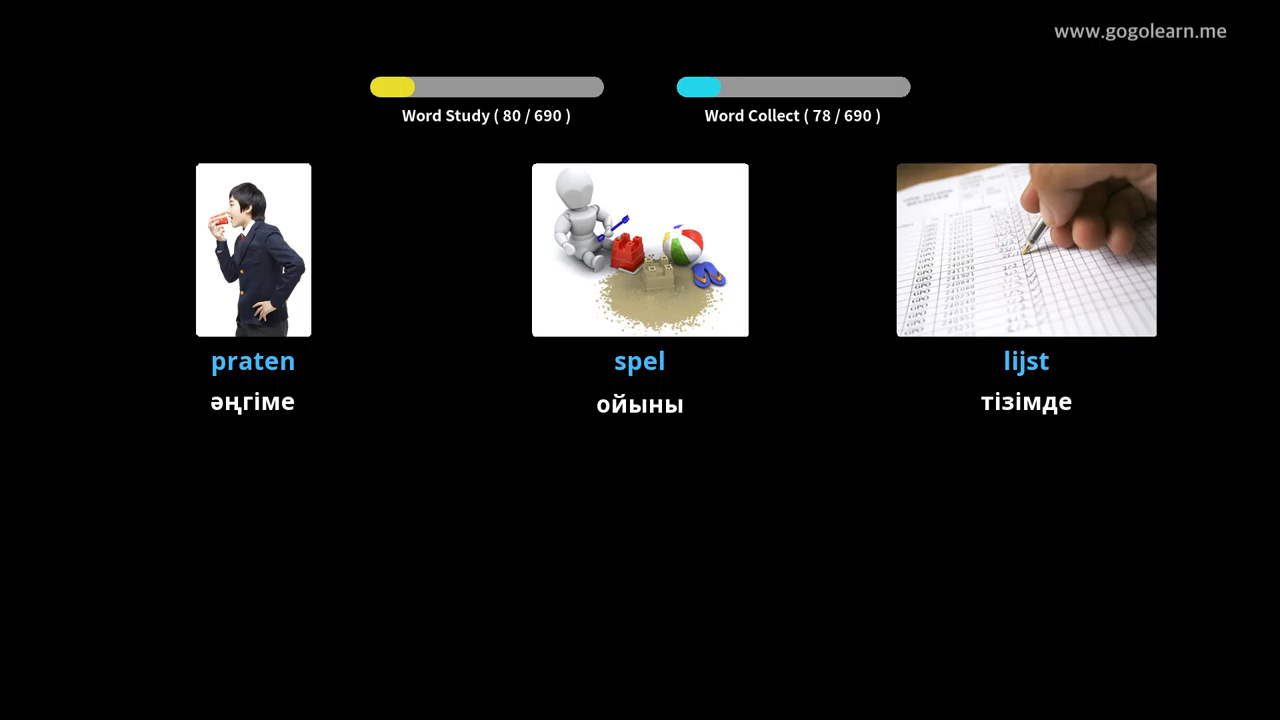 www.gogolearn.me
Word Study ( 80 / 690 )
Word Collect ( 78 / 690 )
praten
spel
lijst
әңгіме
ойыны
тізімде